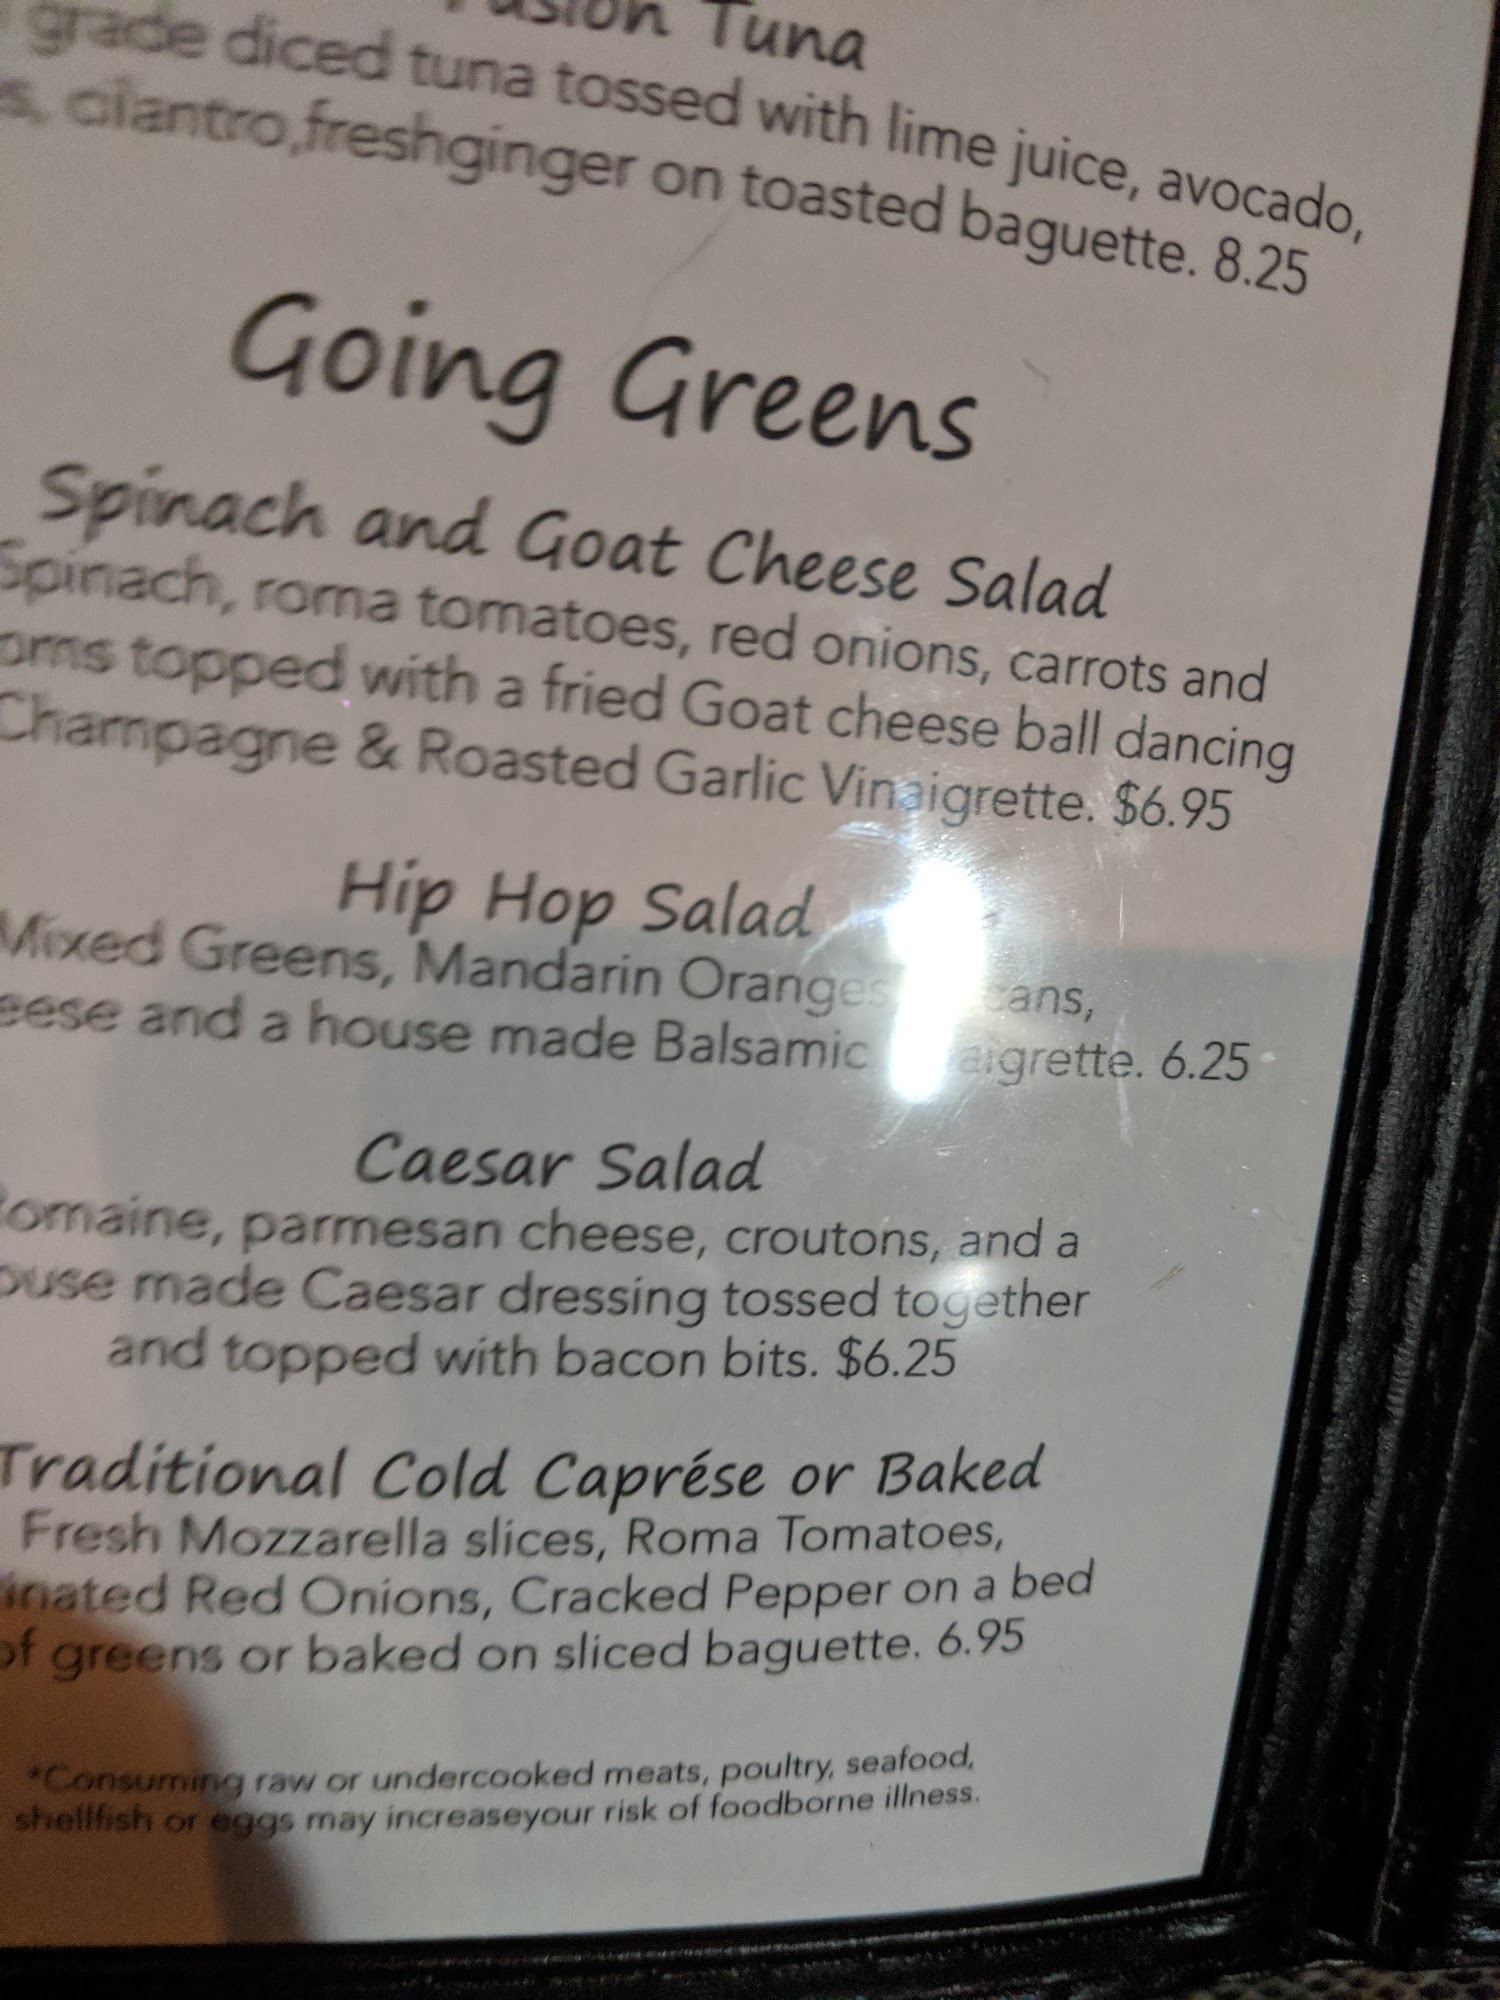 Fusion Tuna
grade diced tuna tossed with lime juice, avocado,
cilantro,freshginger on toasted baguette. 8.25
Going Greens
Spinach and Goat Cheese Salad
Spinach, roma tomatoes, red onions, carrots and
topped with a fried Goat cheese ball dancing
Champagne & Roasted Garlic Vinaigrette. $6.95
Hip Hop Salad
Mixed Greens, Mandarin Oranges
and a house made Balsamic Vinaigrette. 6.25
Caesar Salad
Romaine, parmesan cheese, croutons, and a
made Caesar dressing tossed together
and topped with bacon bits. $6.25
Traditional Cold Caprése or Baked
Fresh Mozzarella slices, Roma Tomatoes,
Red Onions, Cracked Pepper on a bed
of greens or baked on sliced baguette. 6.95
*Consuming raw or undercooked meats, poultry, seafood,
shellfish or eggs may increaseyour risk of foodborne illness.